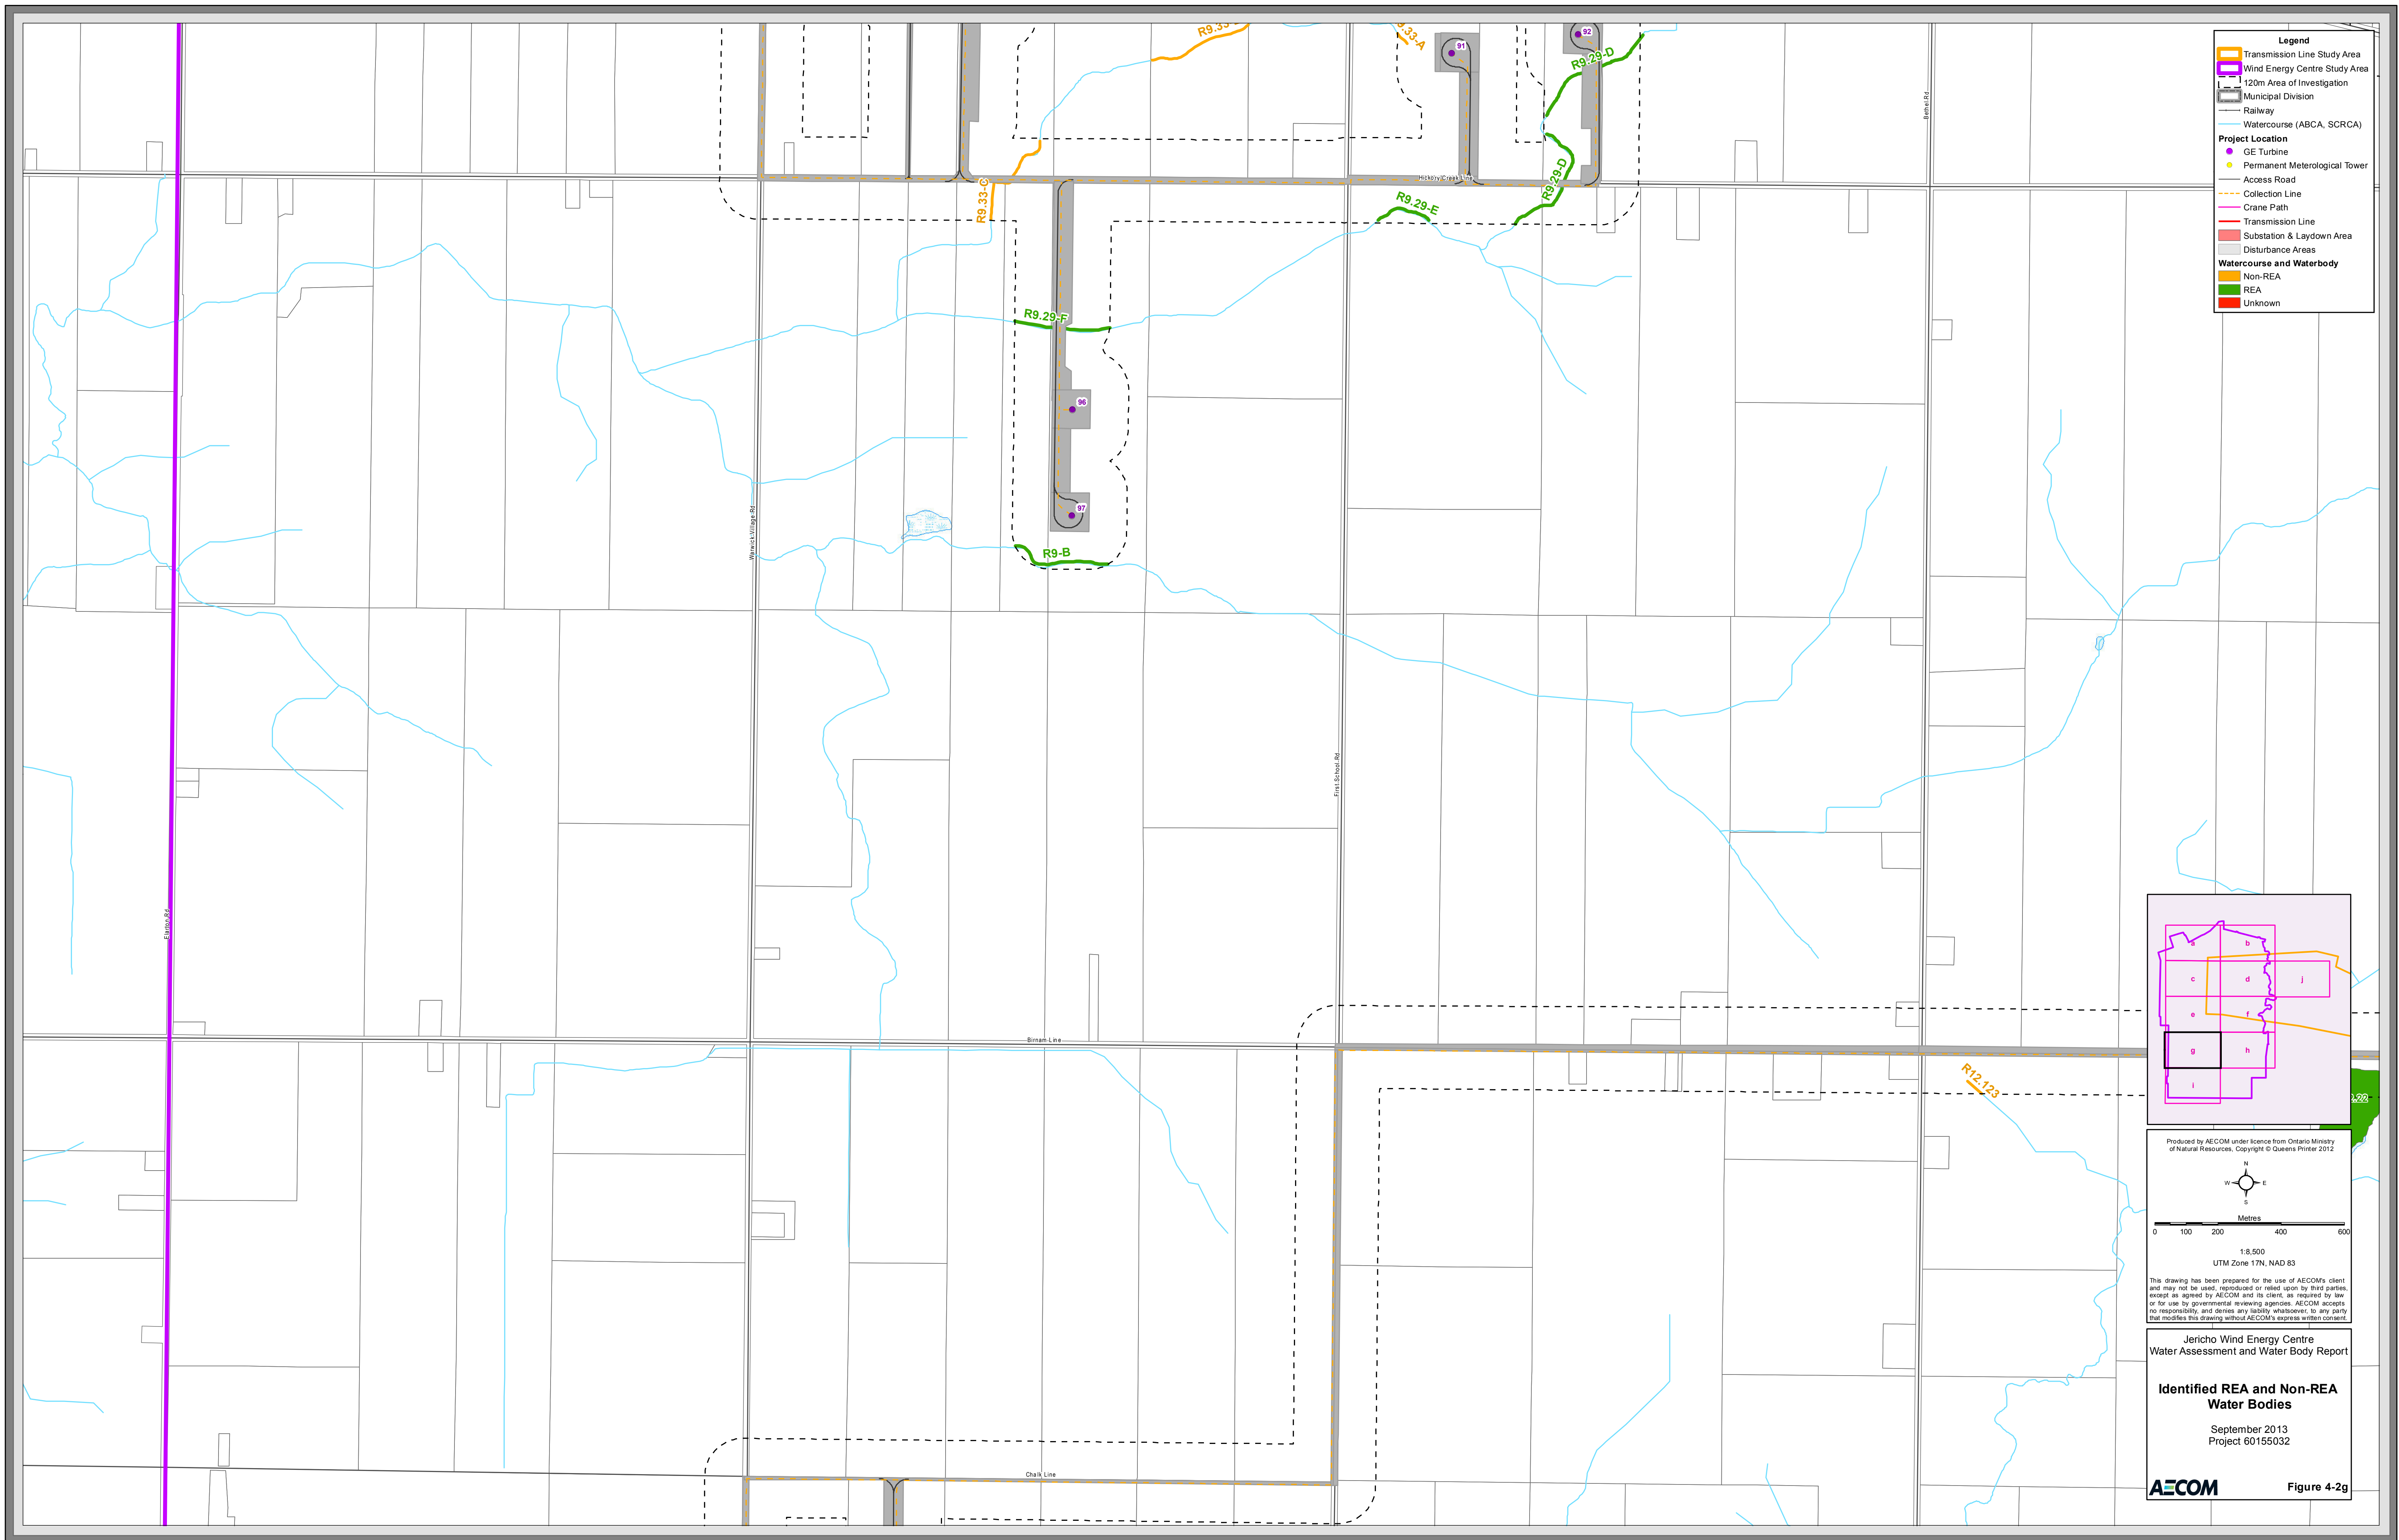 R9.33-A
91
92
R9.29-D
Bethel Rd
Legend
Transmission Line Study Area
Wind Energy Centre Study Area
120m Area of Investigation
Municipal Division
Railway
Watercourse (ABCA, SCRCA)
Project Location
GE Turbine
Permanent Meterological Tower
Access Road
Collection Line
Crane Path
Transmission Line
Substation & Laydown Area
Disturbance Areas
Watercourse and Waterbody
Non-REA
REA
Unknown
Hickory Creek Line
R9.33-C
R9.29-E
R9.29-D
R9.29-F
96
97
R9-B
Warwick Village Rd
First School Rd
Elarton Rd
Birnam Line
R12.123
Chalk Line
a
b
c
d
j
e
f
g
h
i
Produced by AECOM under licence from Ontario Ministry
of Natural Resources, Copyright © Queens Printer 2012
N
W
E
S
Metres
0 100 200 400 600
1:8,500
UTM Zone 17N, NAD 83
This drawing has been prepared for the use of AECOM's client
and may not be used, reproduced or relied upon by third parties,
except as agreed by AECOM and its client, as required by law
or for use by governmental reviewing agencies. AECOM accepts
no responsibility, and denies any liability whatsoever, to any party
that modifies this drawing without AECOM's express written consent.
Jericho Wind Energy Centre
Water Assessment and Water Body Report
Identified REA and Non-REA
Water Bodies
September 2013
Project 60155032
AECOM
Figure 4-2g